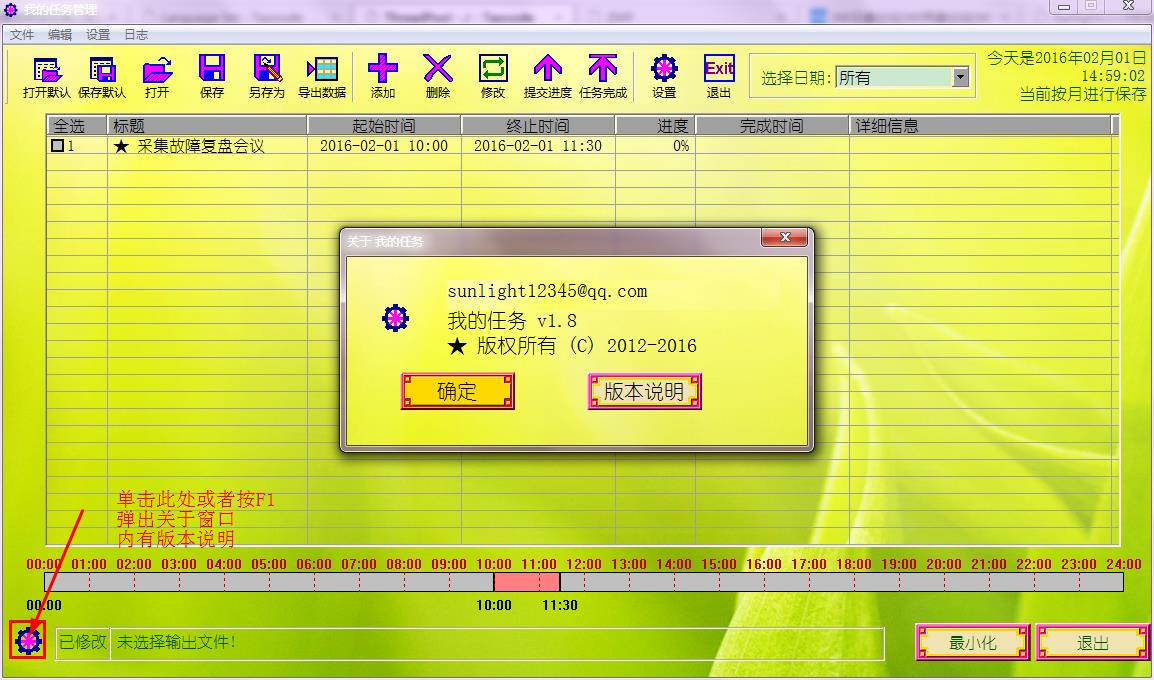 我的任务管理
文件 编辑 设置 日志
打开默认 保存默认 打开 保存 另存为 导出数据 添加 删除 修改 提交进度 任务完成 设置 Exit 退出
选择日期: 所有
今天是2016年02月01日
14:59:02
当前按月进行保存
全选 标题 起始时间 终止时间 进度 完成时间 详细信息
1 ★ 采集故障复盘会议 2016-02-01 10:00 2016-02-01 11:30 0%
关于 我的任务
sunlight12345@qq.com
我的任务 v1.8
★ 版权所有 (C) 2012-2016
确定 版本说明
单击此处或者按F1
弹出关于窗口
内有版本说明
00:00 01:00 02:00 03:00 04:00 05:00 06:00 07:00 08:00 09:00 10:00 11:00 12:00 13:00 14:00 15:00 16:00 17:00 18:00 19:00 20:00 21:00 22:00 23:00 24:00
00:00 10:00 11:30
已修改 未选择输出文件! 最小化 退出